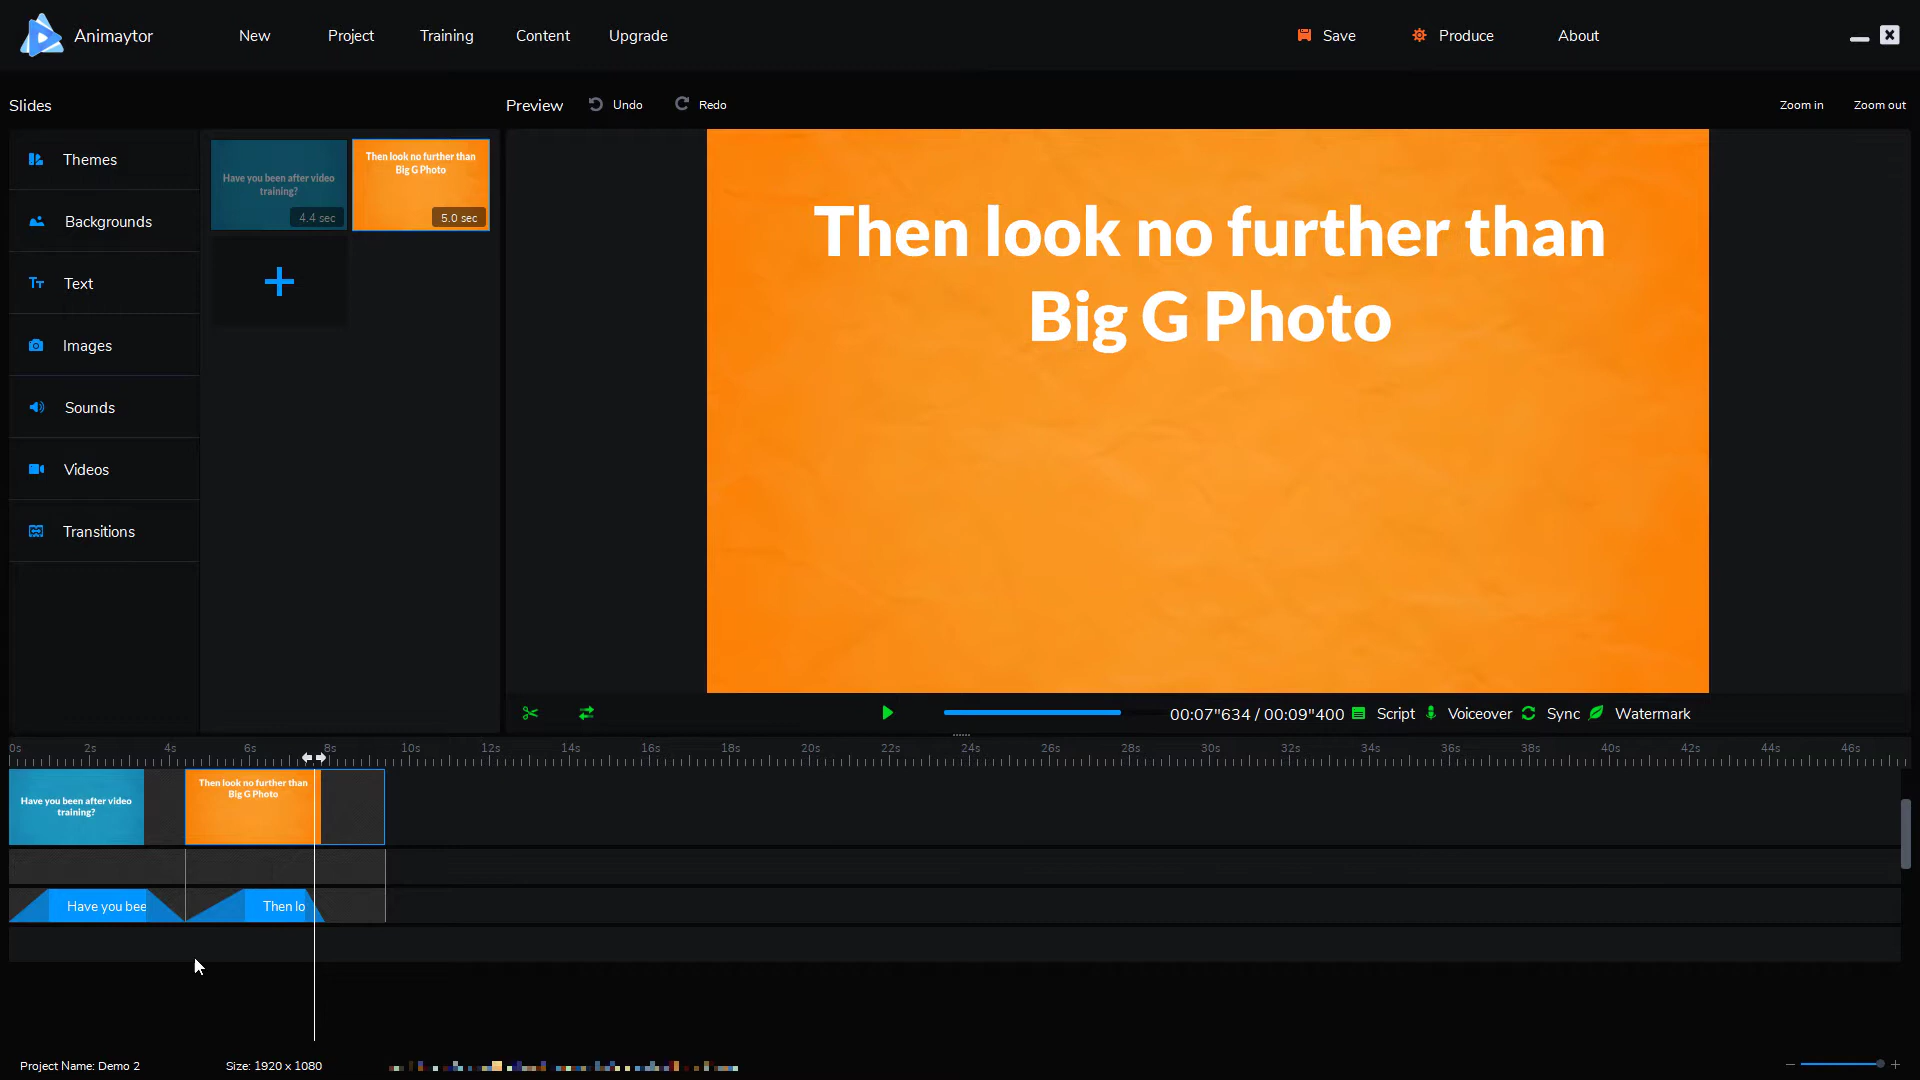 Animaytor
New
Project
Training
Content
Upgrade
Save
Produce
About
Slides
Preview
Undo
Redo
Zoom in
Zoom out
Themes
Backgrounds
Text
Images
Sounds
Videos
Transitions
Have you been after video
training?
4.4 sec
Then look no further than
Big G Photo
5.0 sec
Then look no further than
Big G Photo
00:07"634 / 00:09"400
Script
Voiceover
Sync
Watermark
0s 2s 4s 6s 8s 10s 12s 14s 16s 18s 20s 22s 24s 26s 28s 30s 32s 34s 36s 38s 40s 42s 44s 46s
Have you been after video
training?
Then look no further than
Big G Photo
Have you bee
Then lo
Project Name: Demo 2
Size: 1920 x 1080